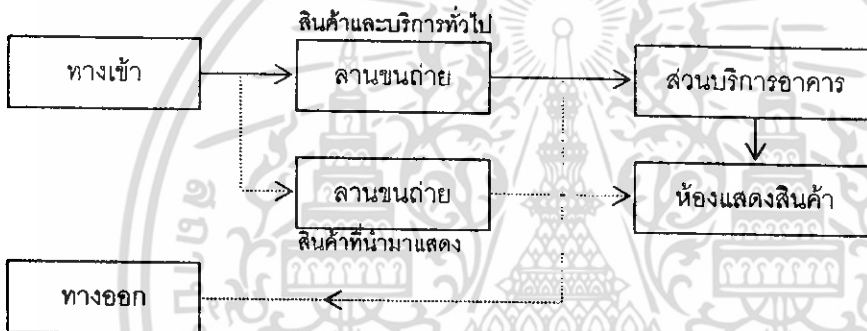 สินค้าและบริการทั่วไป
ทางเข้า
ลานขนถ่าย
ส่วนบริการอาคาร
ลานขนถ่าย
ห้องแสดงสินค้า
สินค้าที่นำมาแสดง
ทางออก